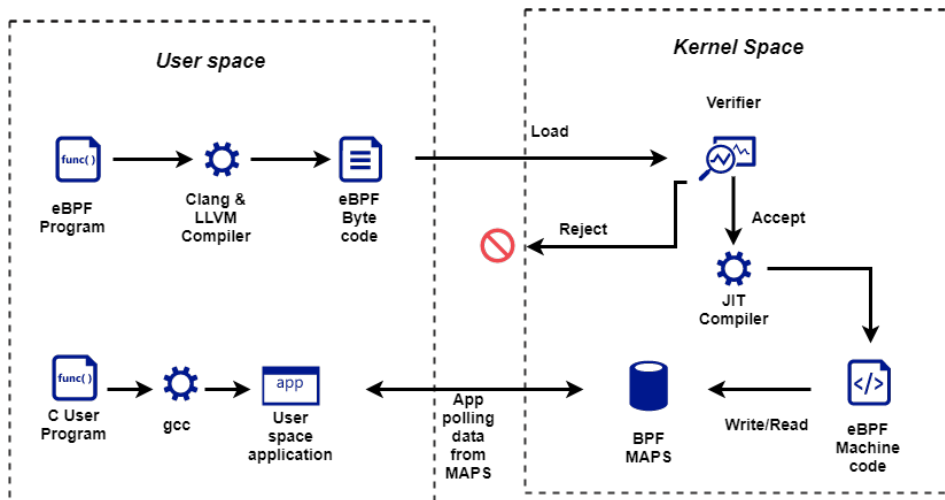 User space
Kernel Space
Verifier
Load
func( )
eBPF
Program
Clang &
LLVM
Compiler
eBPF
Byte
code
Reject
Accept
JIT
Compiler
func( )
C User
Program
gcc
app
User
space
application
App
polling
data
from
MAPS
BPF
MAPS
Write/Read
</>
eBPF
Machine
code